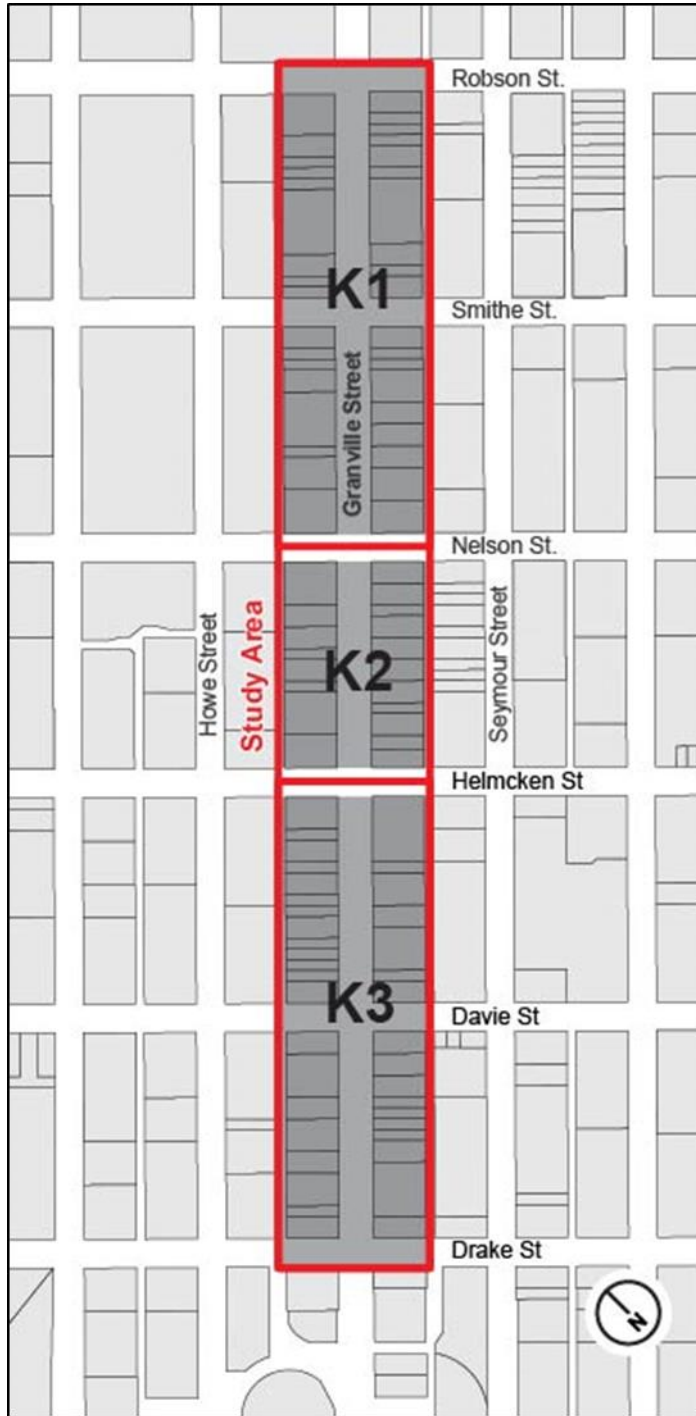 Robson St.
K1
Smithe St.
Granville Street
Nelson St.
Howe Street
Study Area
K2
Seymour Street
Helmcken St
K3
Davie St
Drake St
N